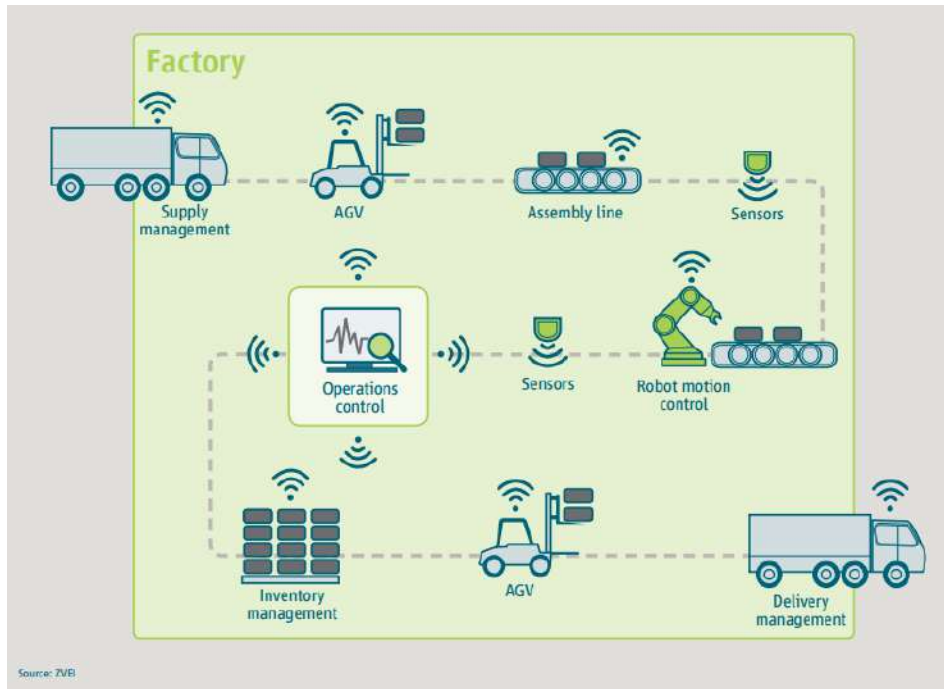 Factory
Supply
management
AGV
Assembly line
Sensors
Operations
control
Sensors
Robot motion
control
Inventory
management
AGV
Delivery
management
Source: ZVEI